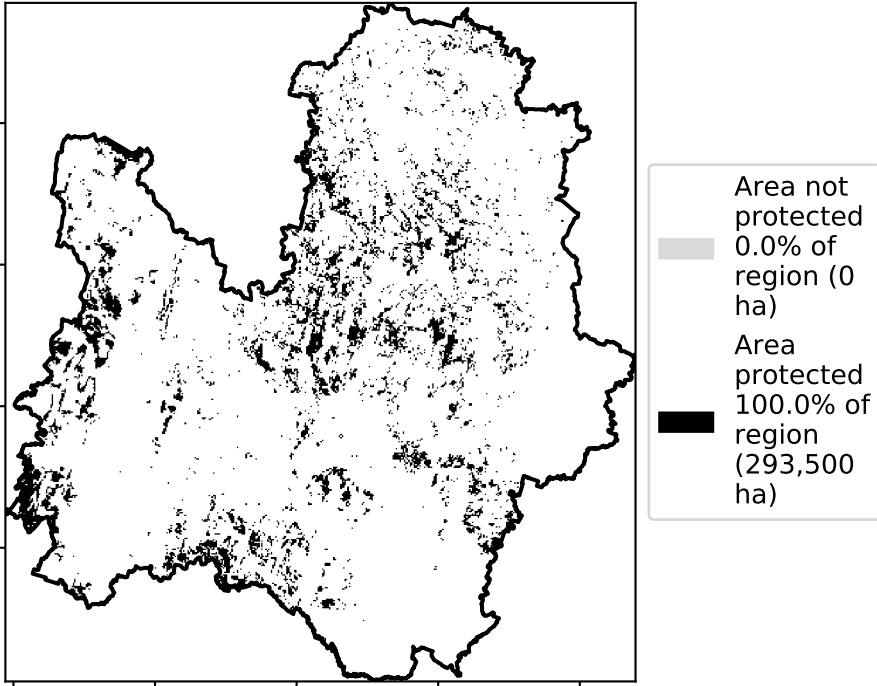 Area not
protected
0.0% of
region (0
ha)
Area
protected
100.0% of
region
(293,500
ha)